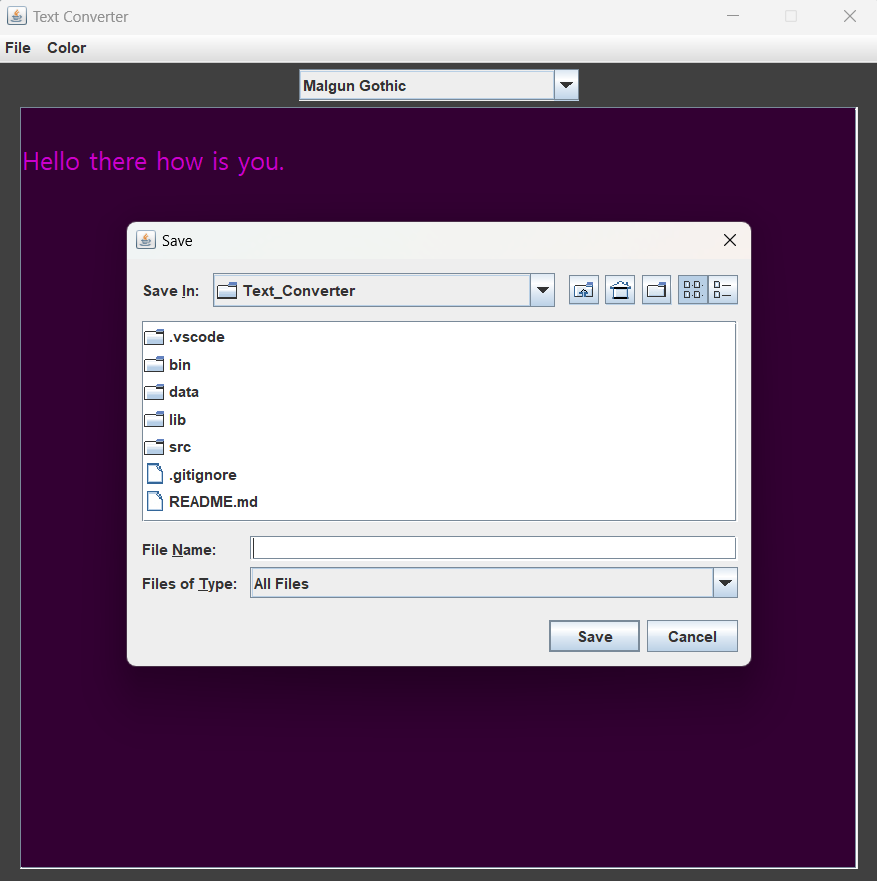 Text Converter
File Color
Malgun Gothic
Hello there how is you.
Save
Save In: Text_Converter
.vscode
bin
data
lib
src
.gitignore
README.md
File Name:
Files of Type: All Files
Save Cancel